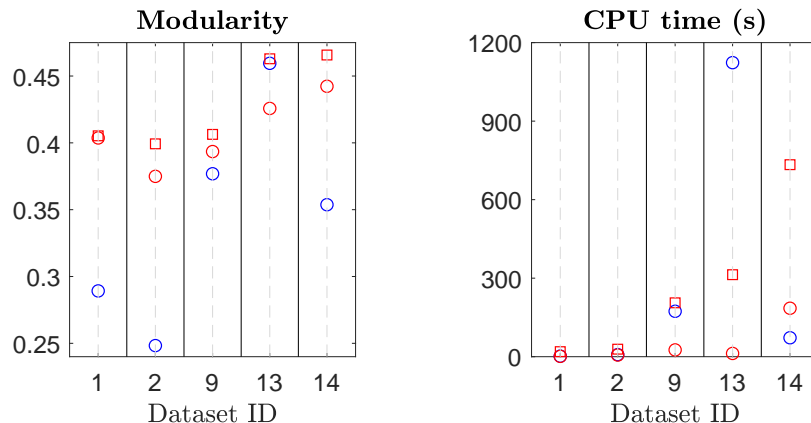 Modularity
0.45
0.4
0.35
0.3
0.25
1 2 9 13 14
Dataset ID
CPU time (s)
1200
900
600
300
0
1 2 9 13 14
Dataset ID